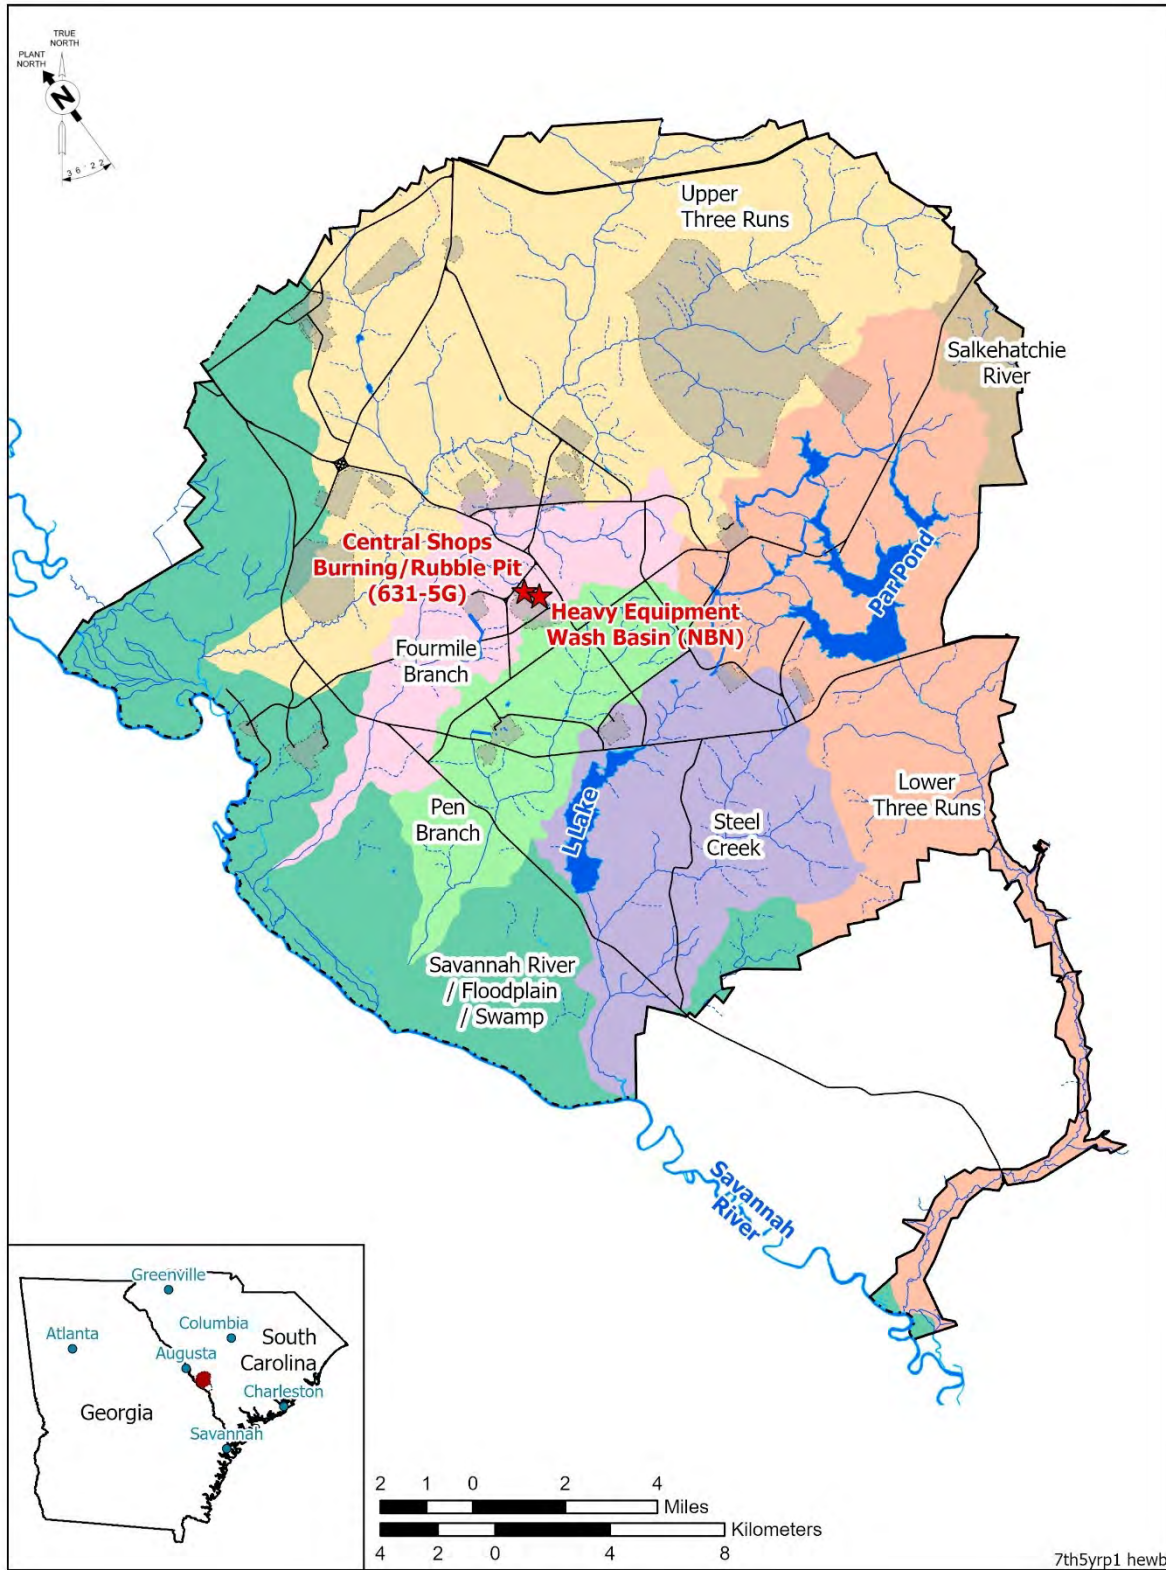 TRUE
NORTH
PLANT
NORTH
N
36·22
Upper
Three Runs
Salkehatchie
River
Central Shops
Burning/Rubble Pit
(631-5G)
Par Pond
Heavy Equipment
Wash Basin (NBN)
Fourmile
Branch
Lower
Three Runs
Pen
Branch
L Lake
Steel
Creek
Savannah River
/ Floodplain
/ Swamp
Savannah
River
Greenville
Atlanta
Columbia
South
Carolina
Augusta
Charleston
Georgia
Savannah
2 1 0 2 4
Miles
Kilometers
4 2 0 4 8
7th5yrp1 hewb